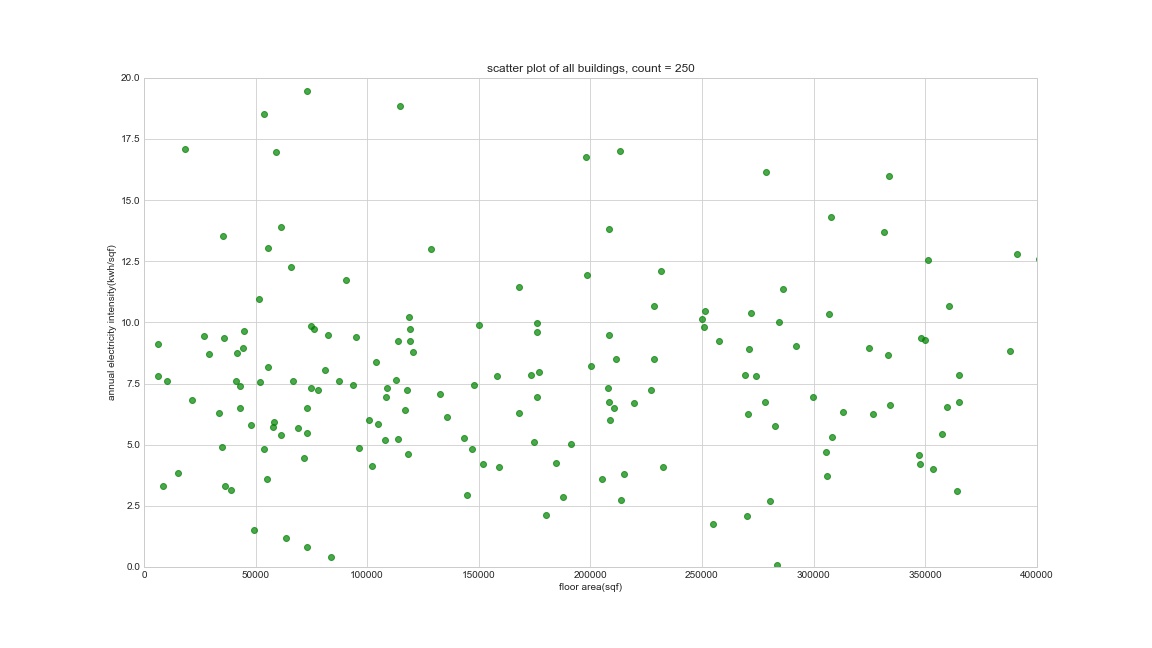 scatter plot of all buildings, count = 250
annual electricity intensity(kwh/sqf)
20.0
17.5
15.0
12.5
10.0
7.5
5.0
2.5
0.0
0 50000 100000 150000 200000 250000 300000 350000 400000
floor area(sqf)